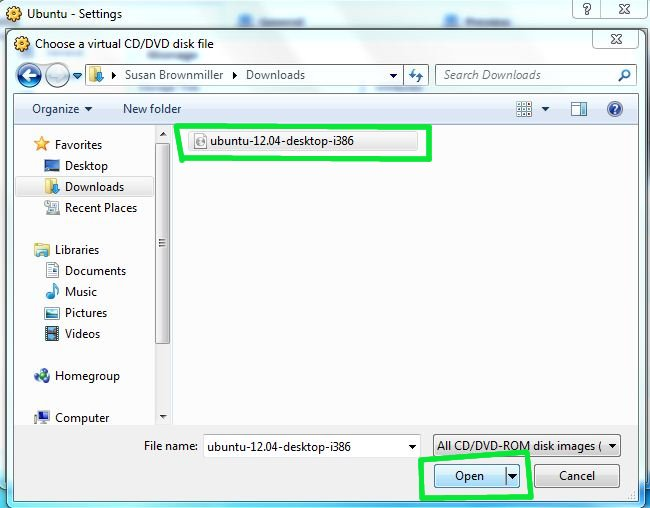 Ubuntu - Settings
Choose a virtual CD/DVD disk file
Susan Brownmiller
Downloads
Search Downloads
Organize
New folder
Favorites
ubuntu-12.04-desktop-i386
Desktop
Downloads
Recent Places
Libraries
Documents
Music
Pictures
Videos
Homegroup
Computer
File name:
ubuntu-12.04-desktop-i386
All CD/DVD-ROM disk images (
Open
Cancel